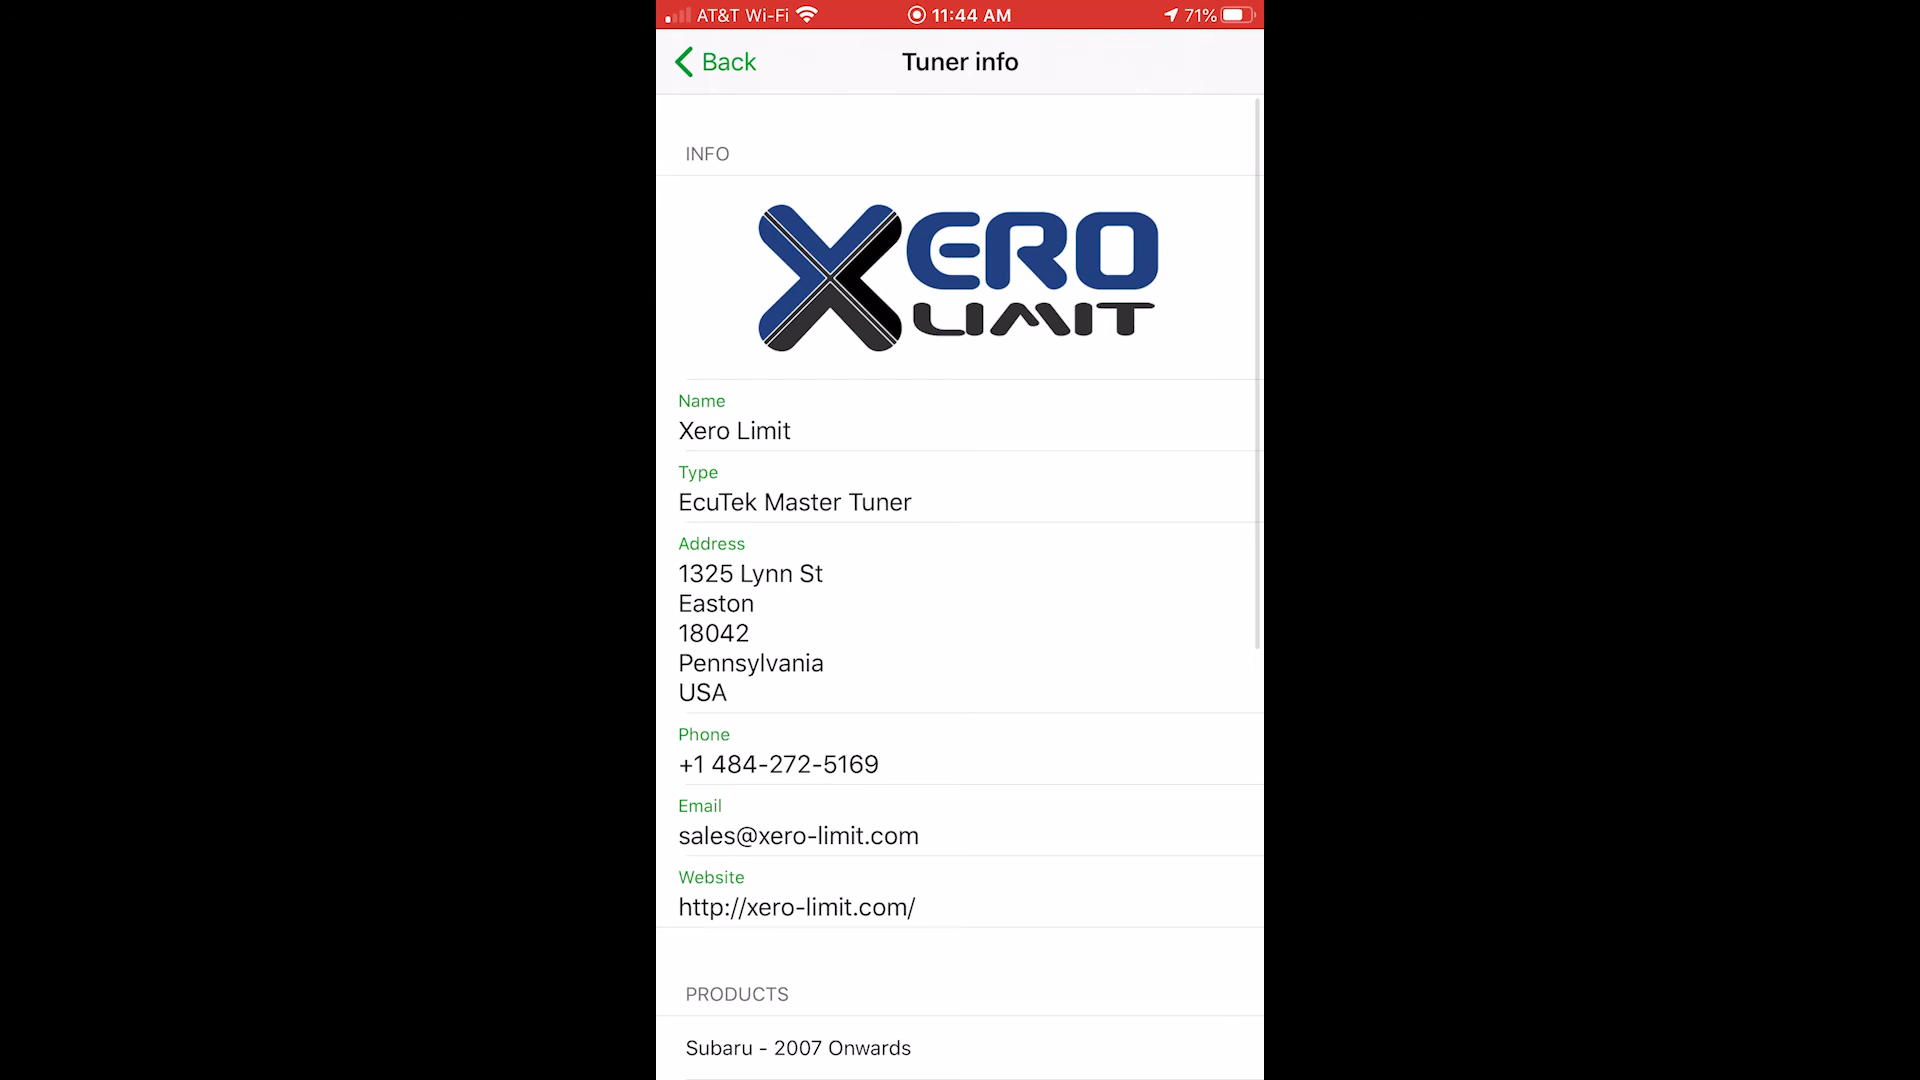 AT&T Wi-Fi 11:44 AM 71%
Back Tuner info
INFO
XERO
LIMIT
Name
Xero Limit
Type
EcuTek Master Tuner
Address
1325 Lynn St
Easton
18042
Pennsylvania
USA
Phone
+1 484-272-5169
Email
sales@xero-limit.com
Website
http://xero-limit.com/
PRODUCTS
Subaru - 2007 Onwards